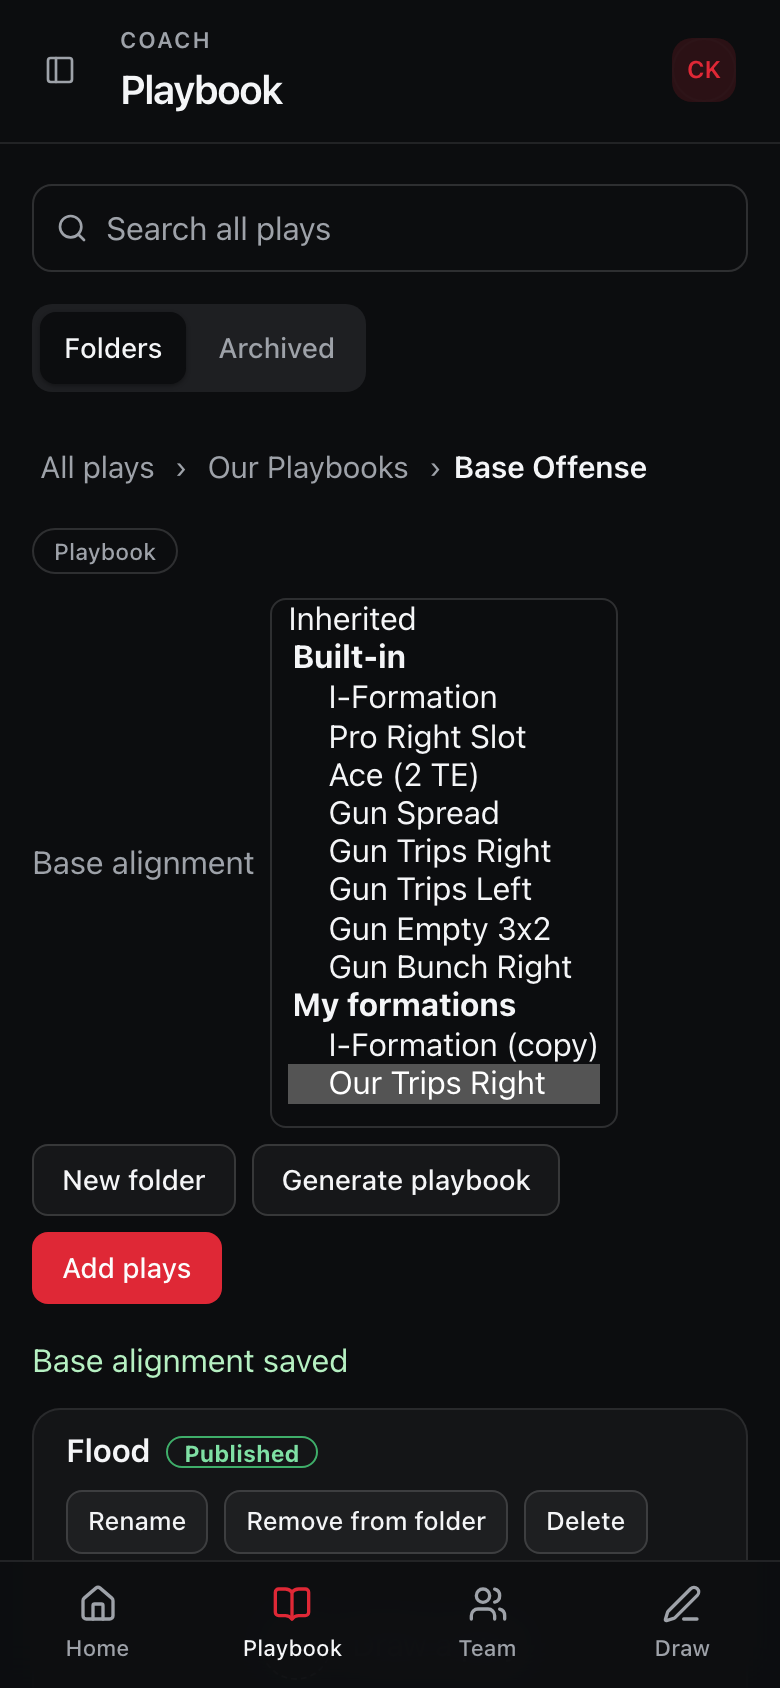 COACH
Playbook
CK
Search all plays
Folders Archived
All plays › Our Playbooks › Base Offense
Playbook
Base alignment
Inherited
Built-in
I-Formation
Pro Right Slot
Ace (2 TE)
Gun Spread
Gun Trips Right
Gun Trips Left
Gun Empty 3x2
Gun Bunch Right
My formations
I-Formation (copy)
Our Trips Right
New folder Generate playbook
Add plays
Base alignment saved
Flood Published
Rename Remove from folder Delete
Home Playbook Team Draw